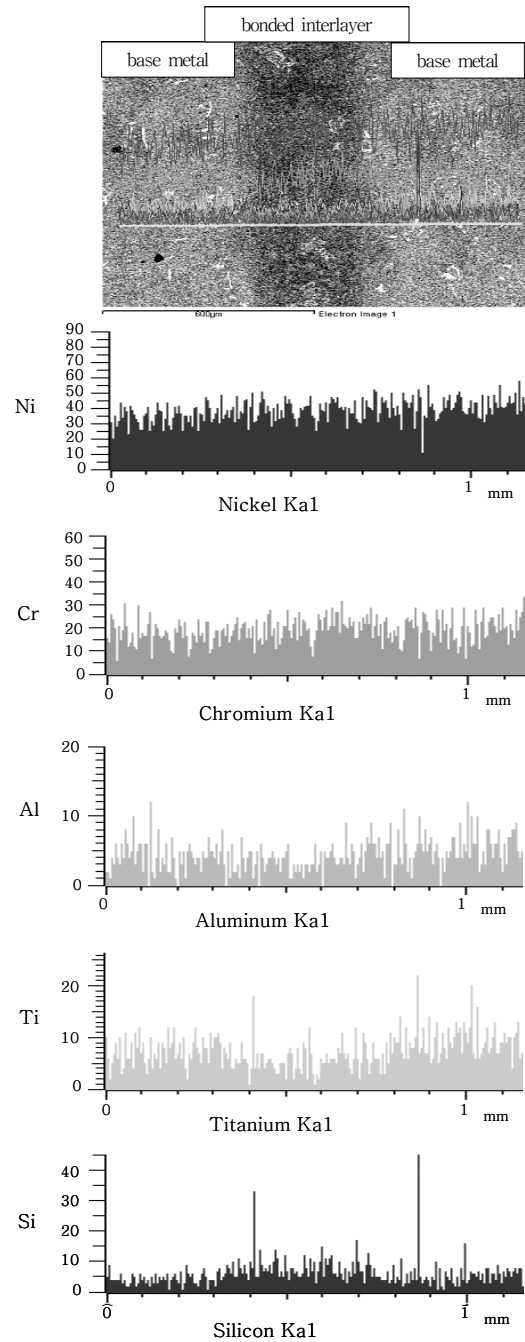 bonded interlayer
base metal
base metal
600μm
Electron Image 1
90
80
70
60
50
40
30
20
10
0
Ni
0
1
mm
Nickel Ka1
60
50
40
30
20
10
0
Cr
0
1
mm
Chromium Ka1
20
10
0
Al
0
1
mm
Aluminum Ka1
20
10
0
Ti
0
1
mm
Titanium Ka1
40
30
20
10
0
Si
0
1
mm
Silicon Ka1